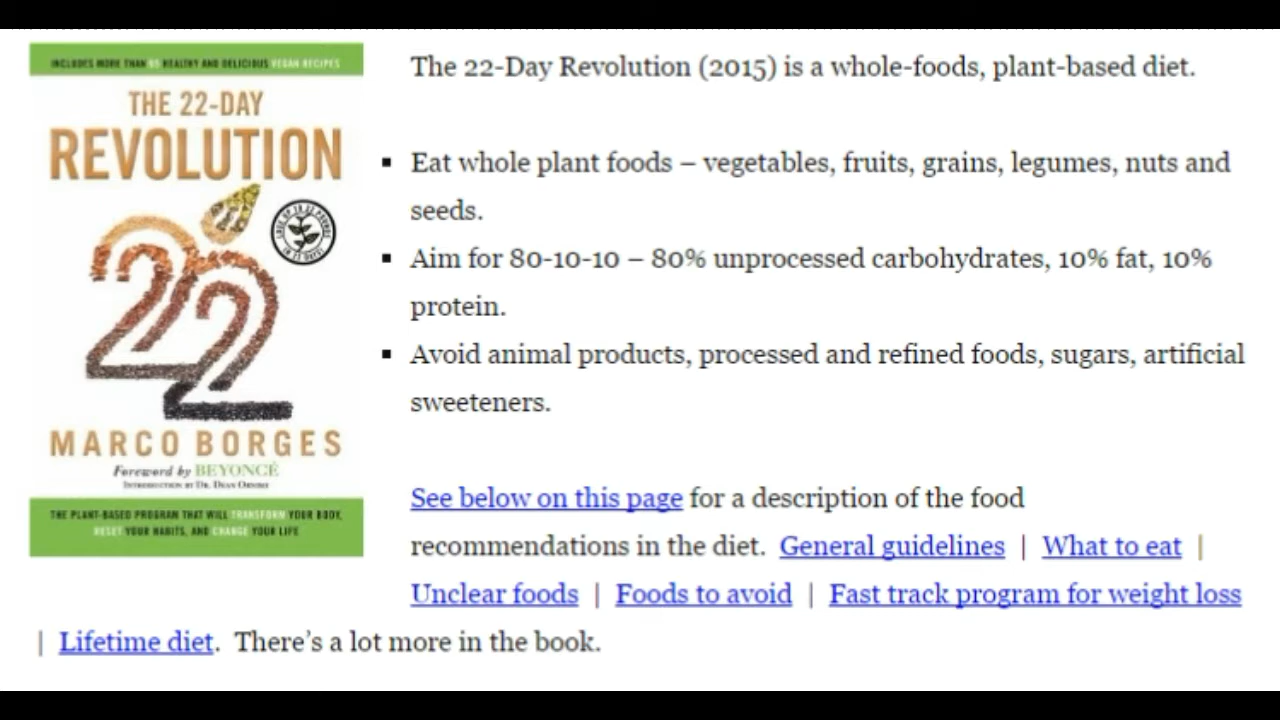 INCLUDES MORE THAN HEALTHY AND DELICIOUS VEGAN RECIPES
THE 22-DAY
REVOLUTION
22
MARCO BORGES
Foreword by BEYONCÉ
INTRODUCTION BY DR. DEAN ORNISH
THE PLANT-BASED PROGRAM THAT WILL TRANSFORM YOUR BODY,
RESET YOUR HABITS, AND CHANGE YOUR LIFE
The 22-Day Revolution (2015) is a whole-foods, plant-based diet.
▪ Eat whole plant foods – vegetables, fruits, grains, legumes, nuts and
seeds.
▪ Aim for 80-10-10 – 80% unprocessed carbohydrates, 10% fat, 10%
protein.
▪ Avoid animal products, processed and refined foods, sugars, artificial
sweeteners.
See below on this page for a description of the food
recommendations in the diet. General guidelines | What to eat |
Unclear foods | Foods to avoid | Fast track program for weight loss
| Lifetime diet. There’s a lot more in the book.